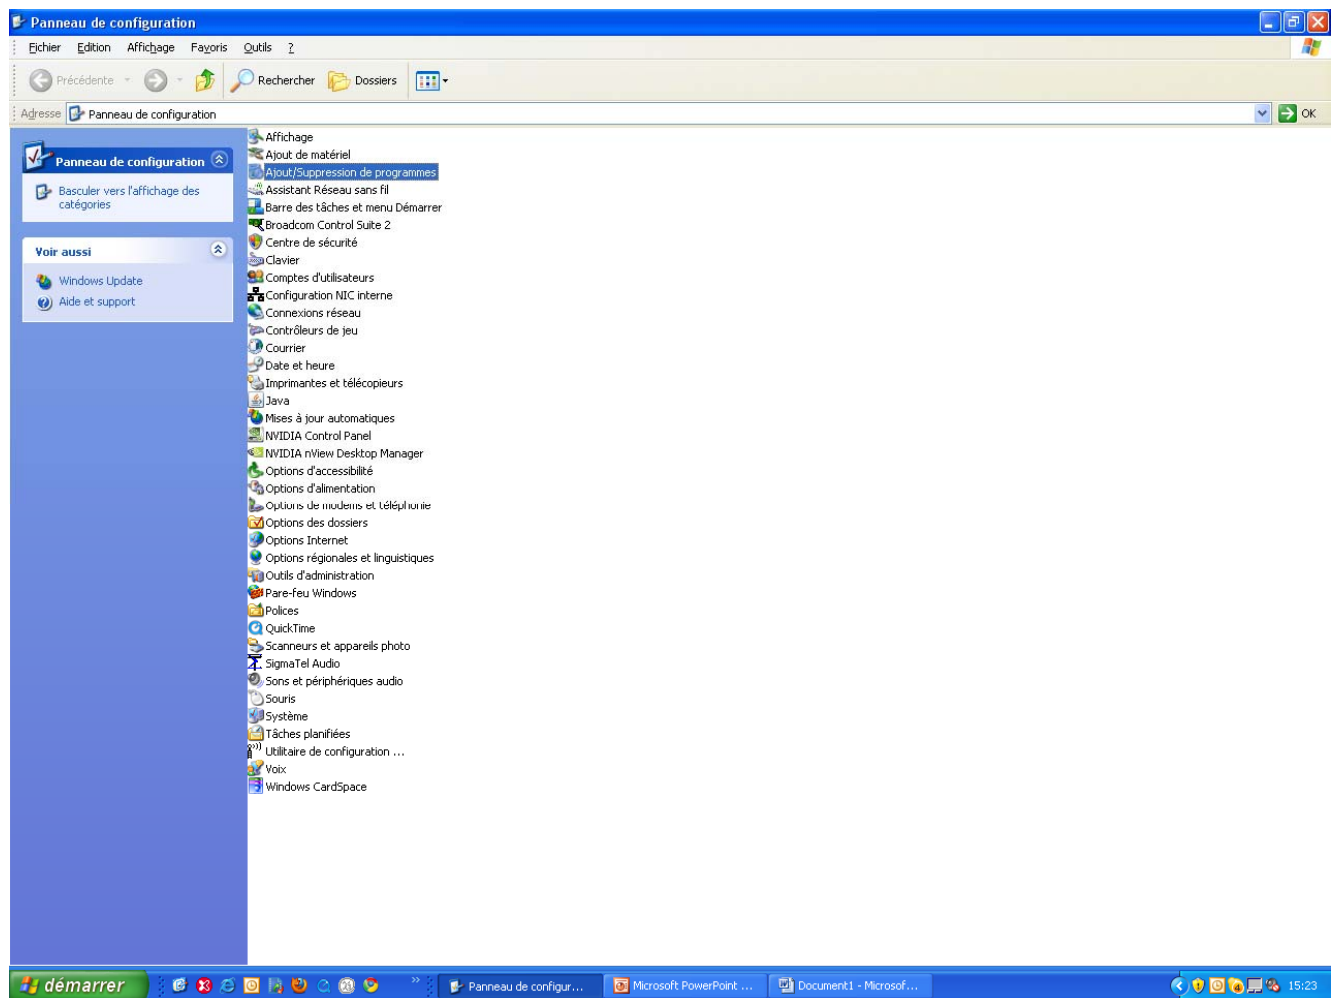 Panneau de configuration
Fichier Edition Affichage Favoris Outils ?
Précédente Rechercher Dossiers
Adresse Panneau de configuration OK
Panneau de configuration
Basculer vers l'affichage des
catégories
Voir aussi
Windows Update
Aide et support
Affichage
Ajout de matériel
Ajout/Suppression de programmes
Assistant Réseau sans fil
Barre des tâches et menu Démarrer
Broadcom Control Suite 2
Centre de sécurité
Clavier
Comptes d'utilisateurs
Configuration NIC interne
Connexions réseau
Contrôleurs de jeu
Courrier
Date et heure
Imprimantes et télécopieurs
Java
Mises à jour automatiques
NVIDIA Control Panel
NVIDIA nView Desktop Manager
Options d'accessibilité
Options d'alimentation
Options de modems et téléphonie
Options des dossiers
Options Internet
Options régionales et linguistiques
Outils d'administration
Pare-feu Windows
Polices
QuickTime
Scanneurs et appareils photo
SigmaTel Audio
Sons et périphériques audio
Souris
Système
Tâches planifiées
Utilitaire de configuration ...
Voix
Windows CardSpace
démarrer Panneau de configur... Microsoft PowerPoint ... Document1 - Microsof... 15:23